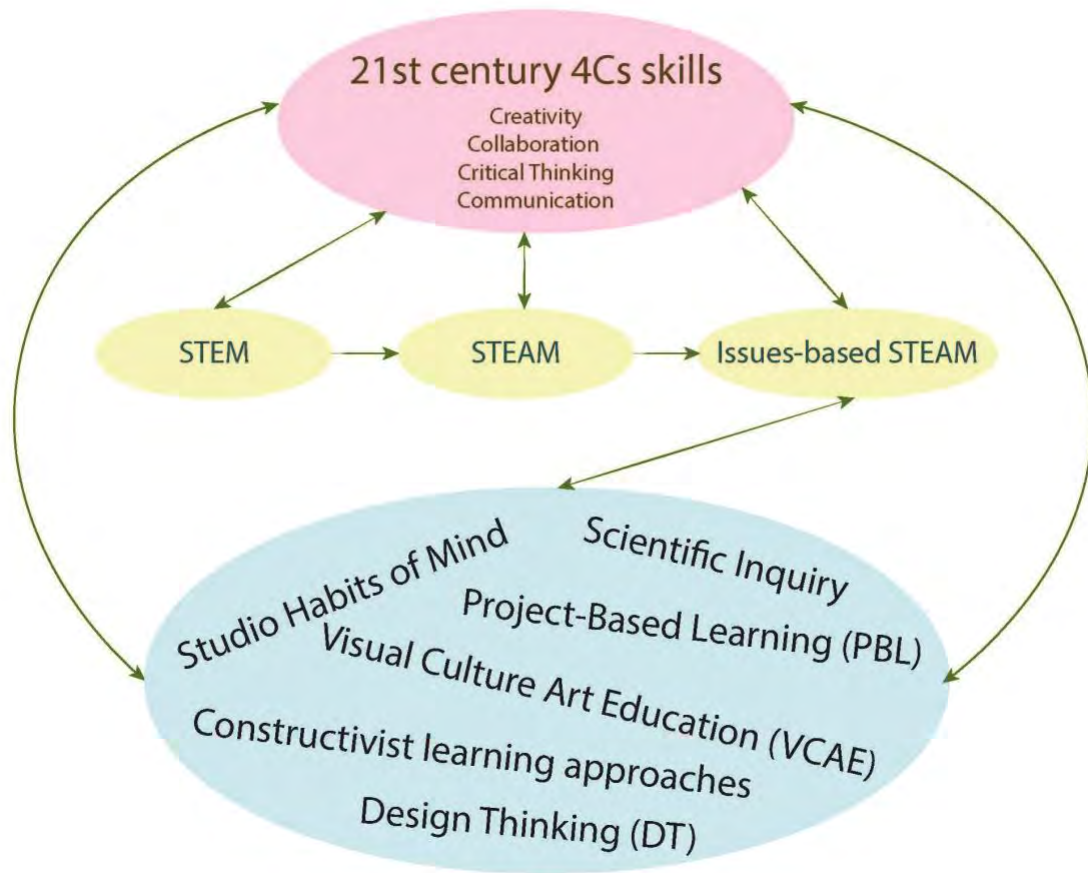 21st century 4Cs skills
Creativity
Collaboration
Critical Thinking
Communication
STEM
STEAM
Issues-based STEAM
Studio Habits of Mind
Scientific Inquiry
Project-Based Learning (PBL)
Visual Culture Art Education (VCAE)
Constructivist learning approaches
Design Thinking (DT)